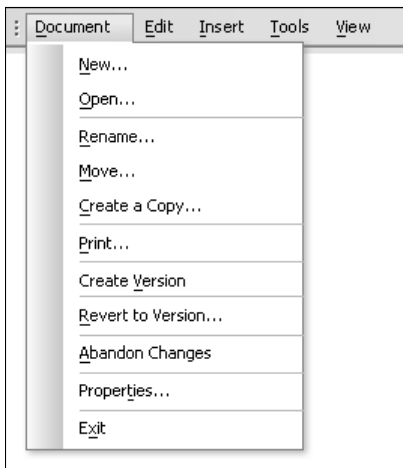 Document Edit Insert Tools View
New...
Open...
Rename...
Move...
Create a Copy...
Print...
Create Version
Revert to Version...
Abandon Changes
Properties...
Exit